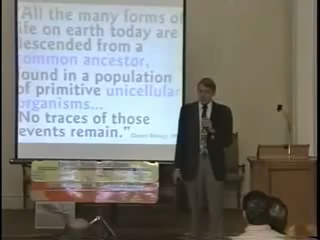 "All the many forms of
life on earth today are
descended from a
common ancestor,
found in a population
of primitive unicellular
organisms...
No traces of those
events remain."